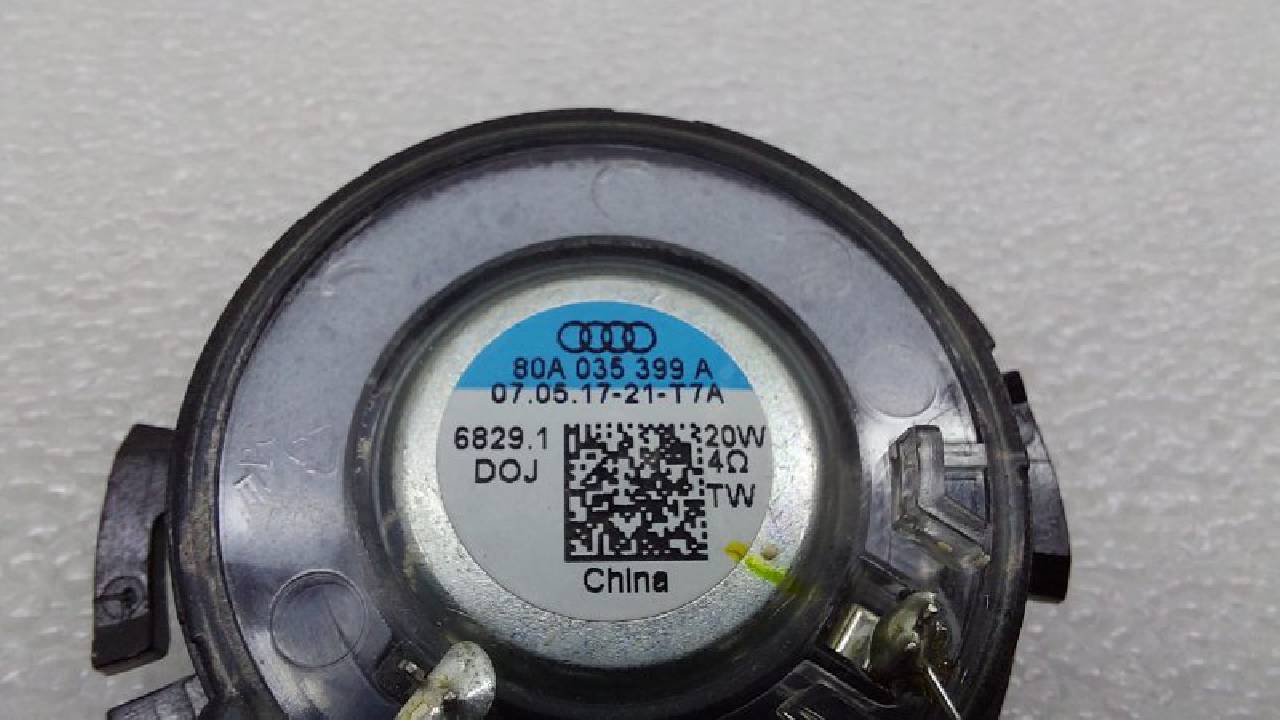 80A 035 399 A
07.05.17-21-T7A
6829.1
DOJ
20W
4Ω
TW
China